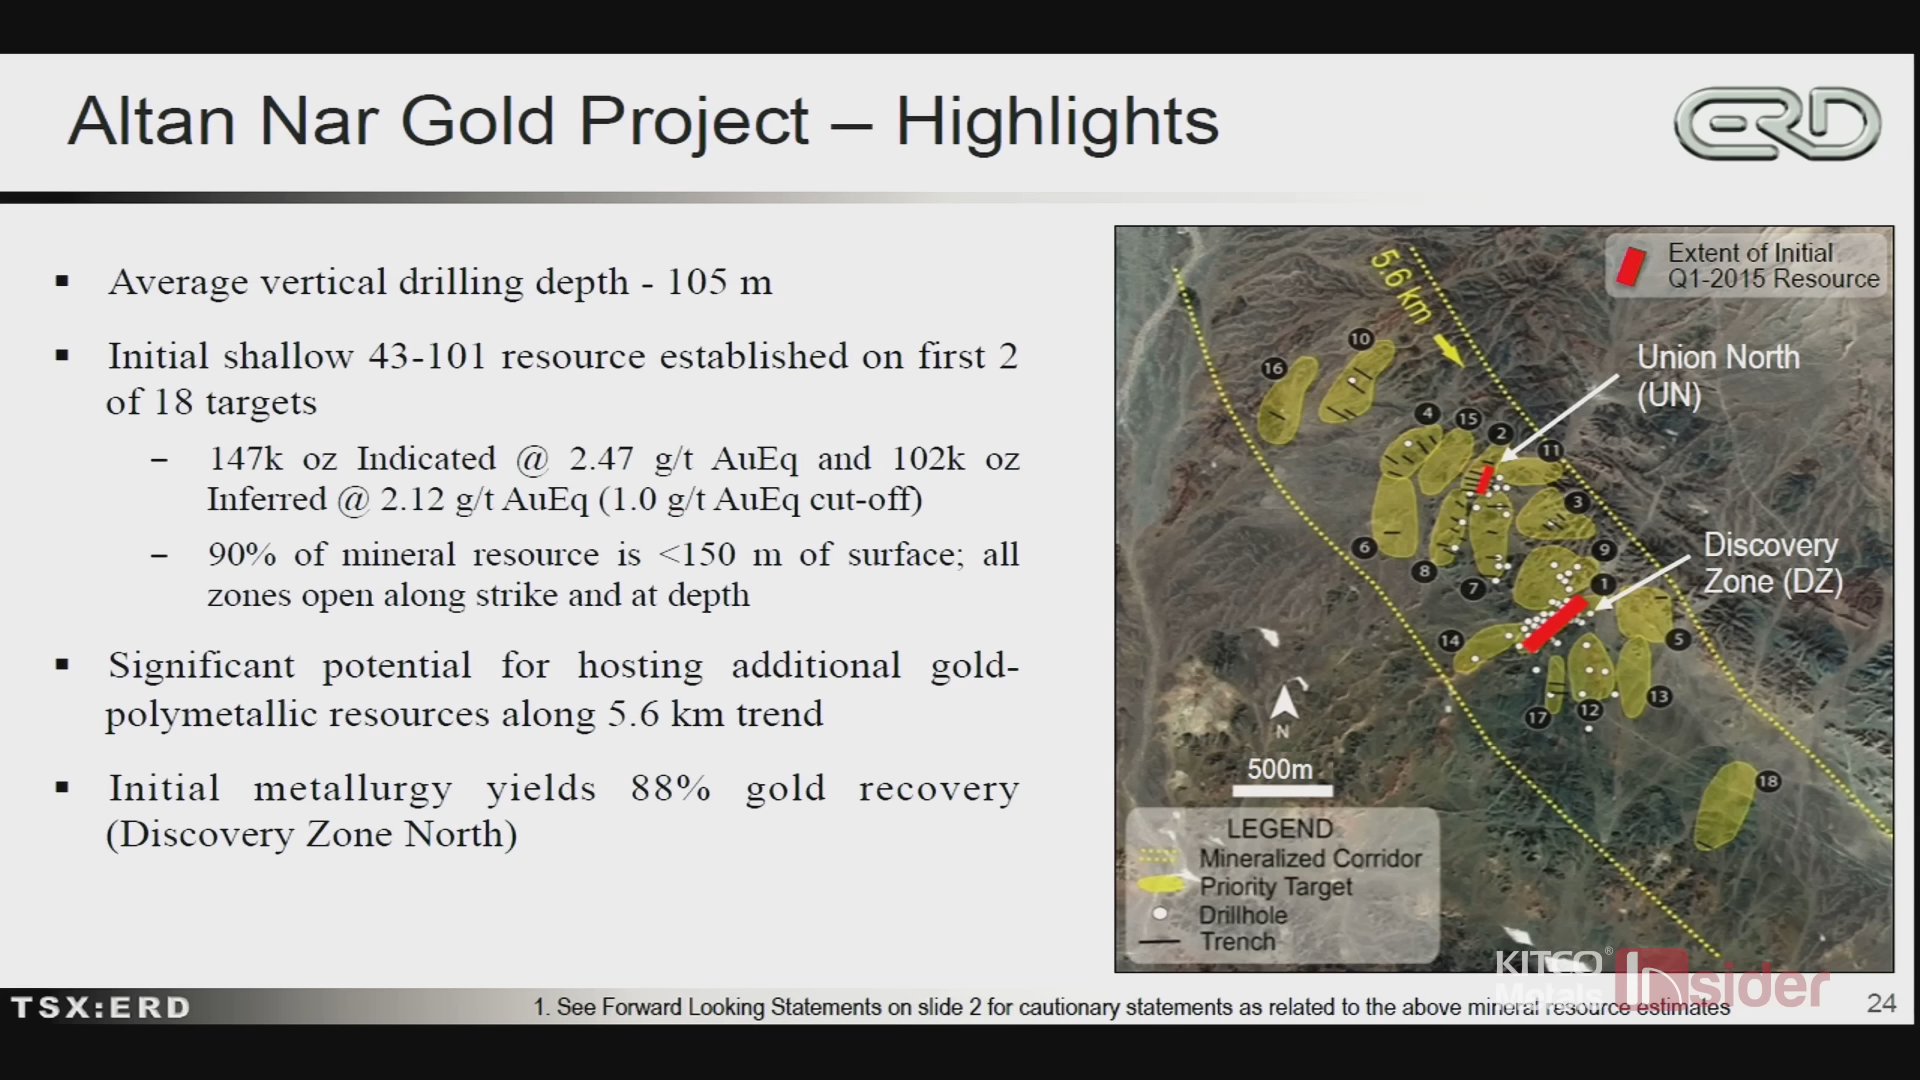 Altan Nar Gold Project – Highlights
ERD
▪ Average vertical drilling depth - 105 m
▪ Initial shallow 43-101 resource established on first 2
of 18 targets
– 147k oz Indicated @ 2.47 g/t AuEq and 102k oz
Inferred @ 2.12 g/t AuEq (1.0 g/t AuEq cut-off)
– 90% of mineral resource is <150 m of surface; all
zones open along strike and at depth
▪ Significant potential for hosting additional gold-
polymetallic resources along 5.6 km trend
▪ Initial metallurgy yields 88% gold recovery
(Discovery Zone North)
Extent of Initial
Q1-2015 Resource
5.6 km
Union North
(UN)
10
16
4
15
2
11
3
6
8
7
9
1
Discovery
Zone (DZ)
14
5
13
17
12
18
N
500m
LEGEND
Mineralized Corridor
Priority Target
Drillhole
Trench
KITCO®
Metals
Insider
TSX:ERD
1. See Forward Looking Statements on slide 2 for cautionary statements as related to the above mineral resource estimates
24